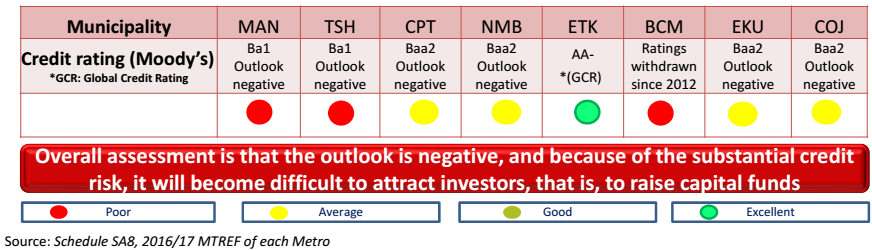 Municipality MAN TSH CPT NMB ETK BCM EKU COJ
Credit rating (Moody's)
*GCR: Global Credit Rating
Ba1
Outlook
negative
Ba1
Outlook
negative
Baa2
Outlook
negative
Baa2
Outlook
negative
AA-
*(GCR)
Ratings
withdrawn
since 2012
Baa2
Outlook
negative
Baa2
Outlook
negative
Overall assessment is that the outlook is negative, and because of the substantial credit
risk, it will become difficult to attract investors, that is, to raise capital funds
Poor Average Good Excellent
Source: Schedule SA8, 2016/17 MTREF of each Metro